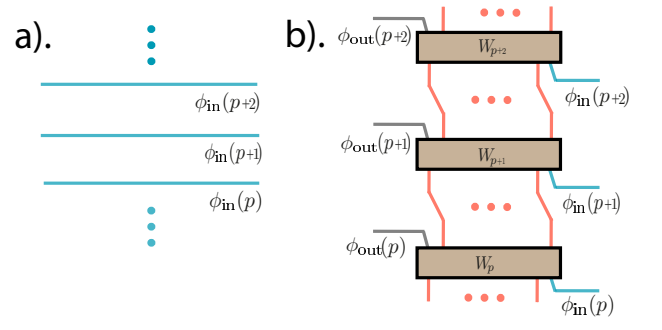 a).
ϕin(p+2)
ϕin(p+1)
ϕin(p)
b).
ϕout(p+2)
Wp+2
ϕin(p+2)
ϕout(p+1)
Wp+1
ϕin(p+1)
ϕout(p)
Wp
ϕin(p)